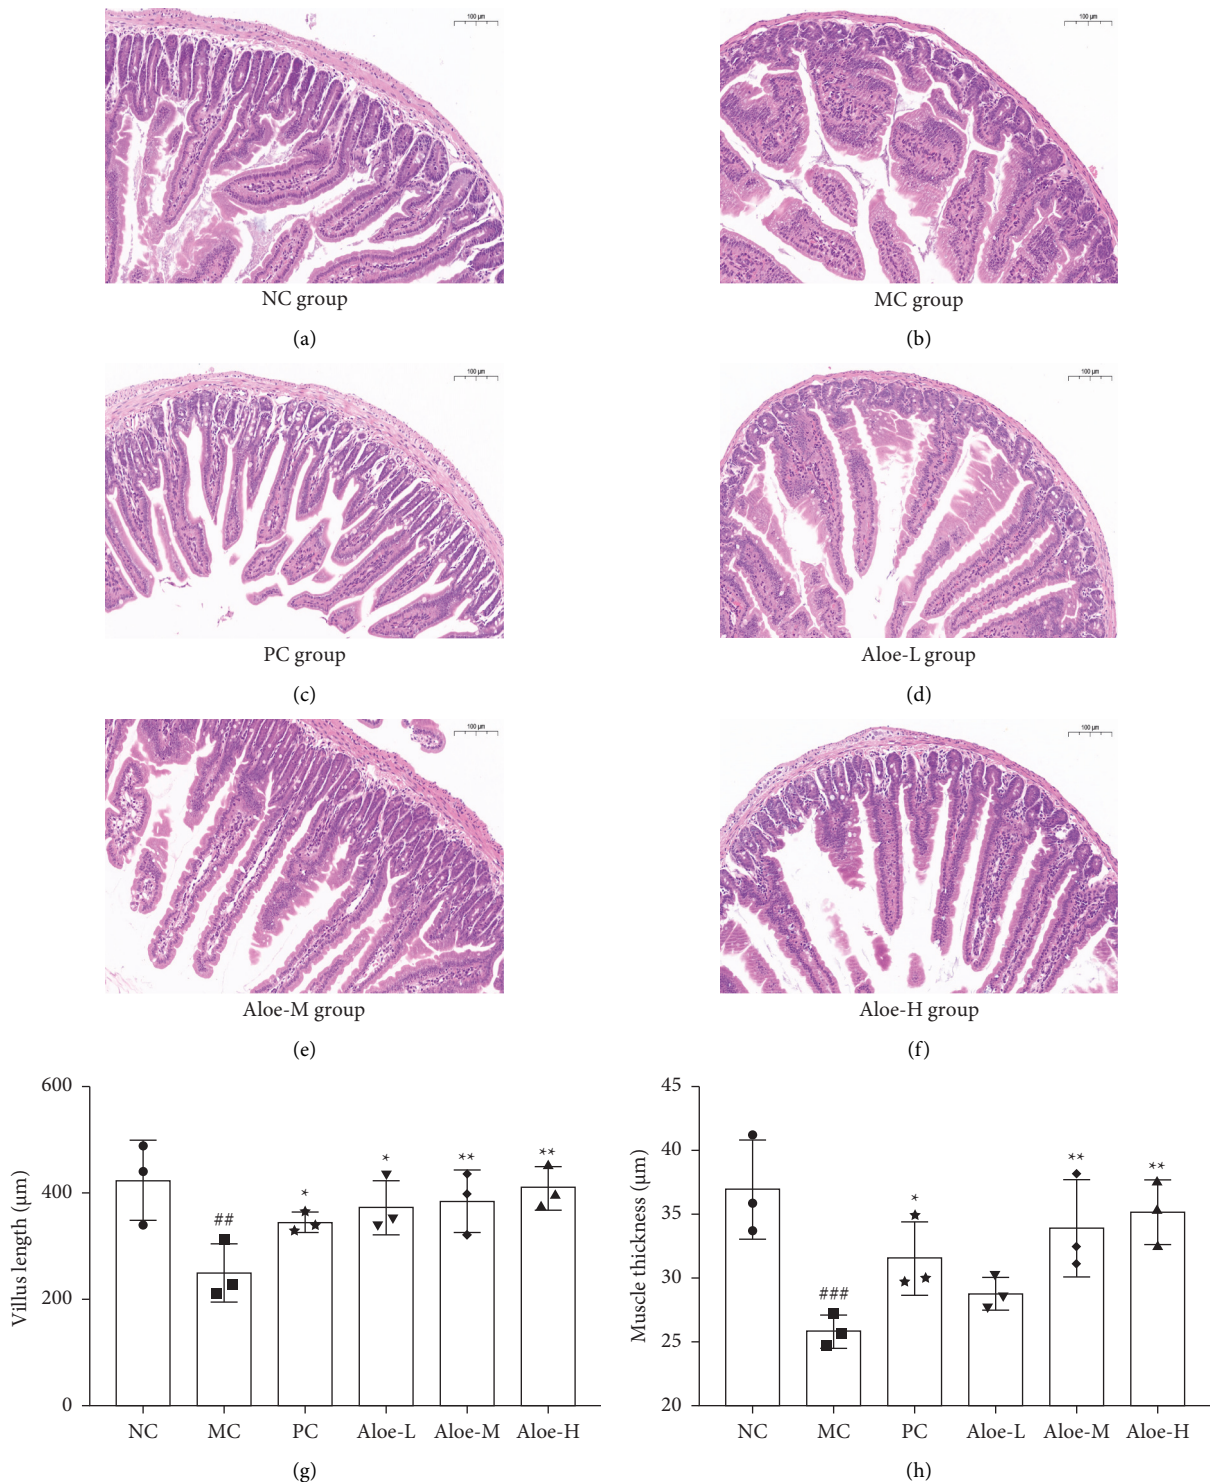 100 μm
100 μm
NC group
MC group
(a)
(b)
100 μm
100 μm
PC group
Aloe-L group
(c)
(d)
100 μm
100 μm
Aloe-M group
Aloe-H group
(e)
(f)
Villus length (μm)
600
400
200
0
##
*
*
**
**
NC MC PC Aloe-L Aloe-M Aloe-H
(g)
Muscle thickness (μm)
45
40
35
30
25
20
###
*
**
**
NC MC PC Aloe-L Aloe-M Aloe-H
(h)